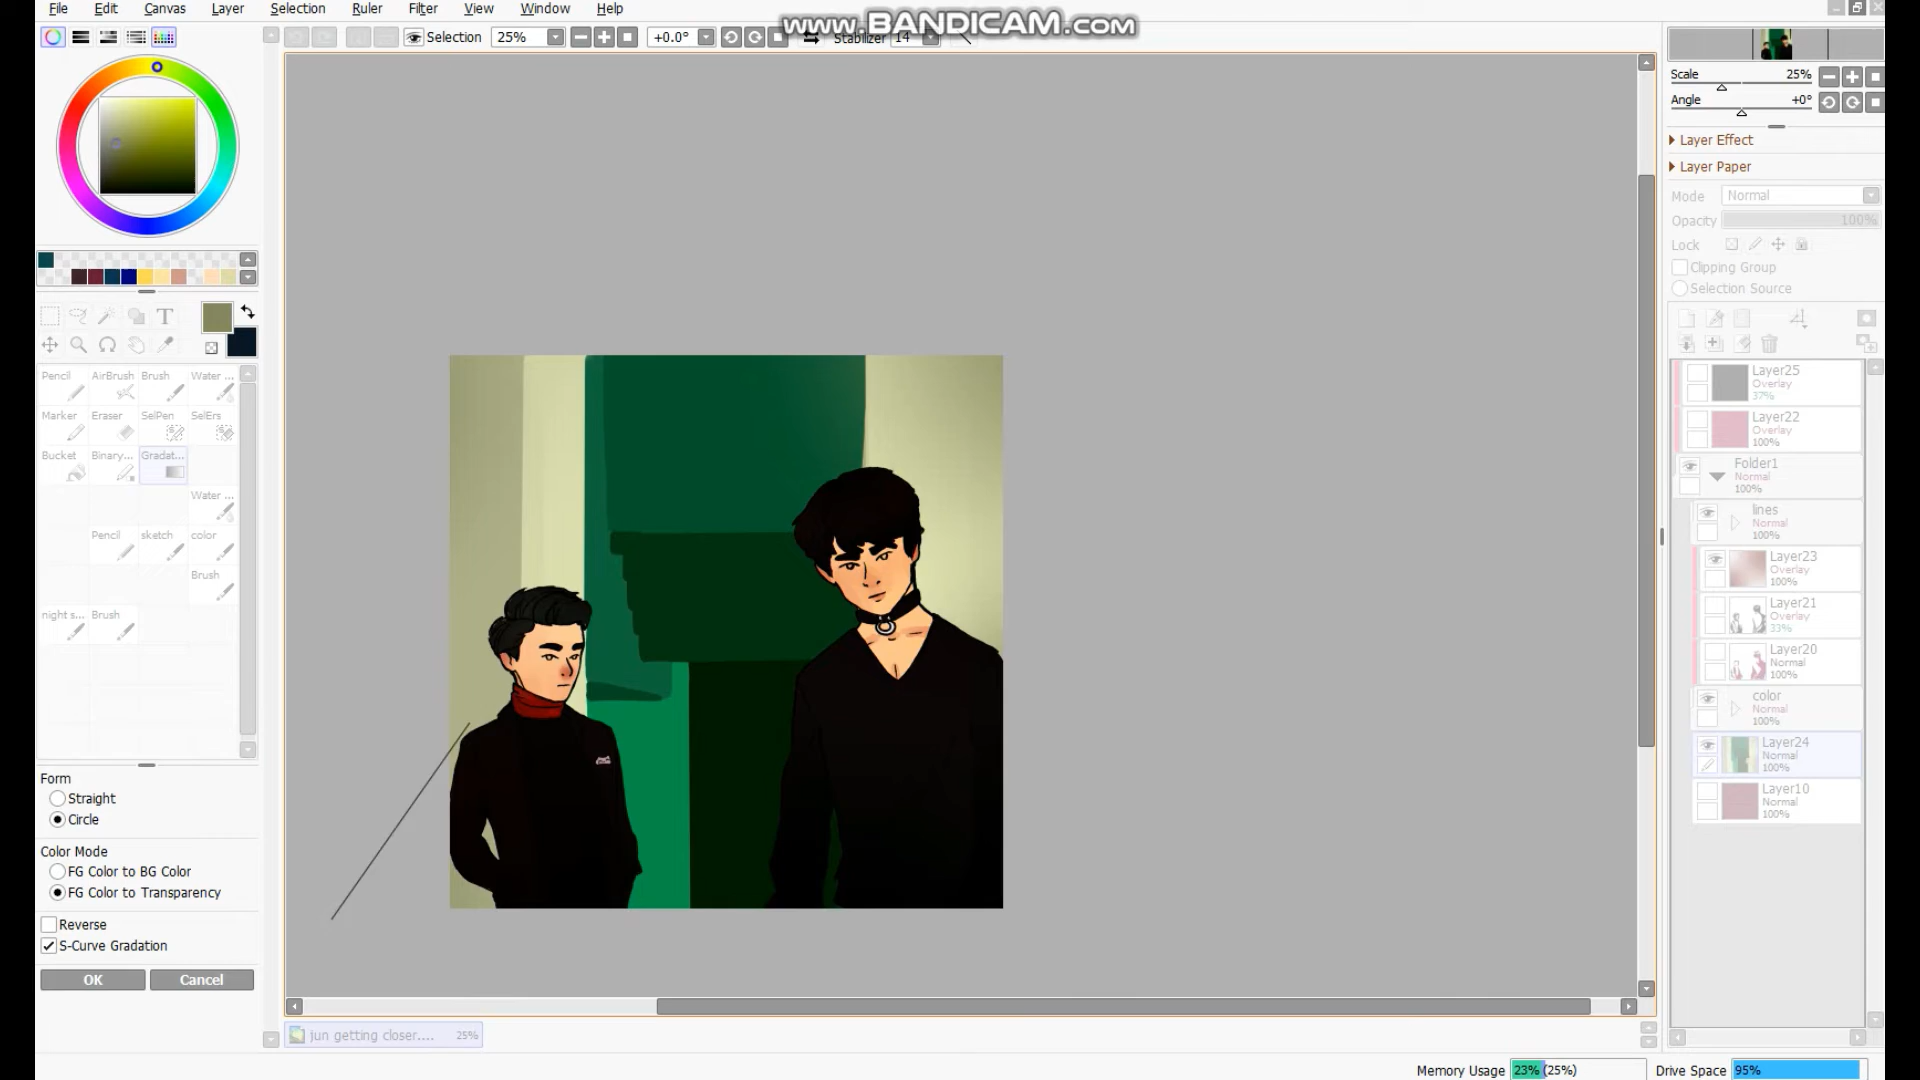 File Edit Canvas Layer Selection Ruler Filter View Window Help
www.BANDICAM.com
Selection 25% +0.0° Stabilizer 14
Scale 25%
Angle +0°
Layer Effect
Layer Paper
Mode Normal
Opacity 100%
Lock
Clipping Group
Selection Source
T
Pencil AirBrush Brush Water ...
Marker Eraser SelPen SelErs
Bucket Binary... Gradat...
Water ...
Pencil sketch color
Brush
night s... Brush
Form
Straight
Circle
Color Mode
FG Color to BG Color
FG Color to Transparency
Reverse
S-Curve Gradation
OK Cancel
Layer25
Overlay
37%
Layer22
Overlay
100%
Folder1
Normal
100%
lines
Normal
100%
Layer23
Overlay
100%
Layer21
Overlay
33%
Layer20
Normal
100%
color
Normal
100%
Layer24
Normal
100%
Layer10
Normal
100%
jun getting closer.... 25%
Memory Usage 23% (25%) Drive Space 95%